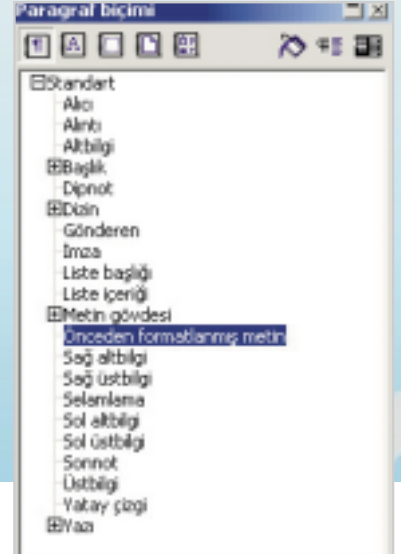 Paragraf biçimi
Standart
Alıcı
Alıntı
Altbilgi
Başlık
Dipnot
Dizin
Gönderen
İmza
Liste başlığı
Liste içeriği
Metin gövdesi
Önceden formatlanmış metin
Sağ altbilgi
Sağ üstbilgi
Selamlama
Sol altbilgi
Sol üstbilgi
Sonnot
Üstbilgi
Yatay çizgi
Yazı